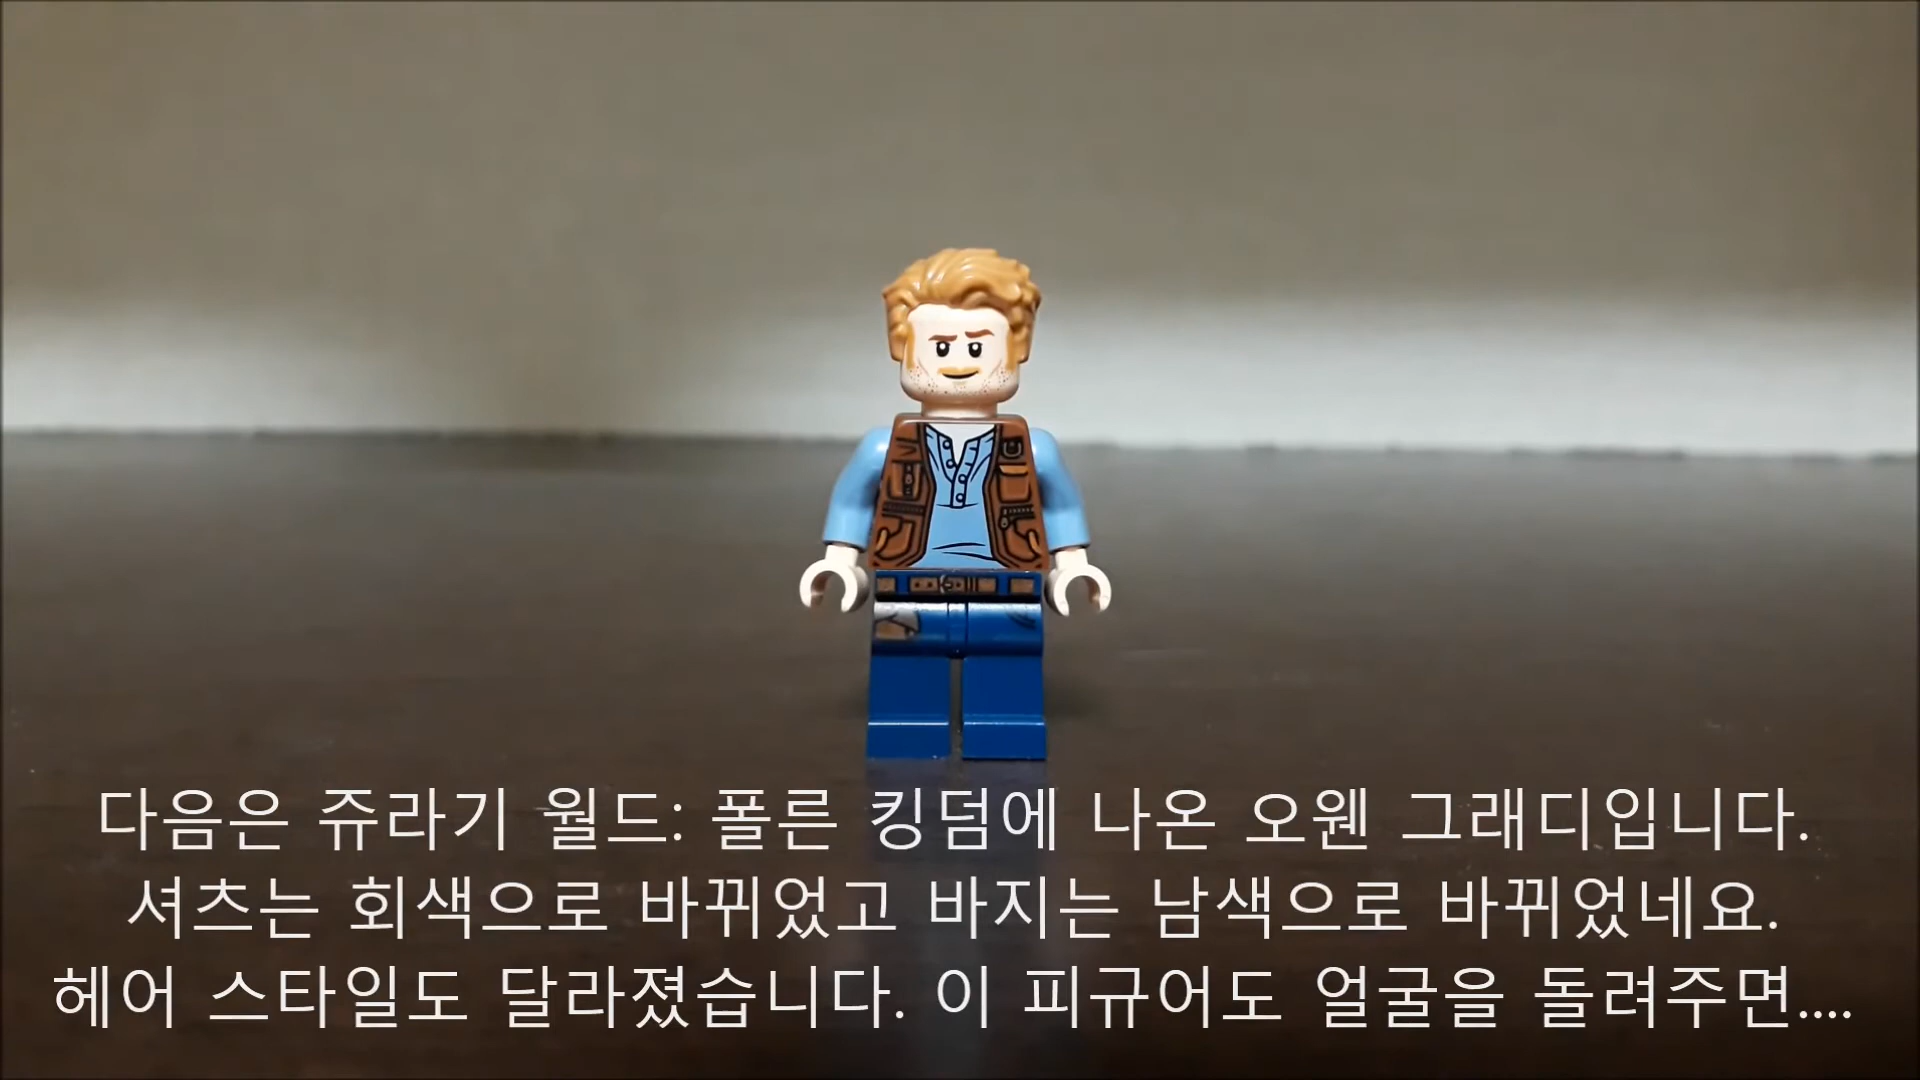 다음은 쥬라기 월드: 폴른 킹덤에 나온 오웬 그래디입니다.
셔츠는 회색으로 바뀌었고 바지는 남색으로 바뀌었네요.
헤어 스타일도 달라졌습니다. 이 피규어도 얼굴을 돌려주면....